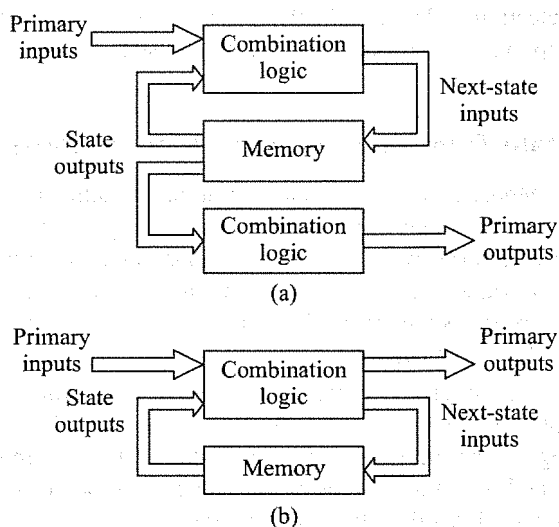 Primary
inputs
Combination
logic
Next-state
inputs
State
outputs
Memory
Combination
logic
Primary
outputs
(a)
Primary
inputs
Combination
logic
Primary
outputs
State
outputs
Next-state
inputs
Memory
(b)